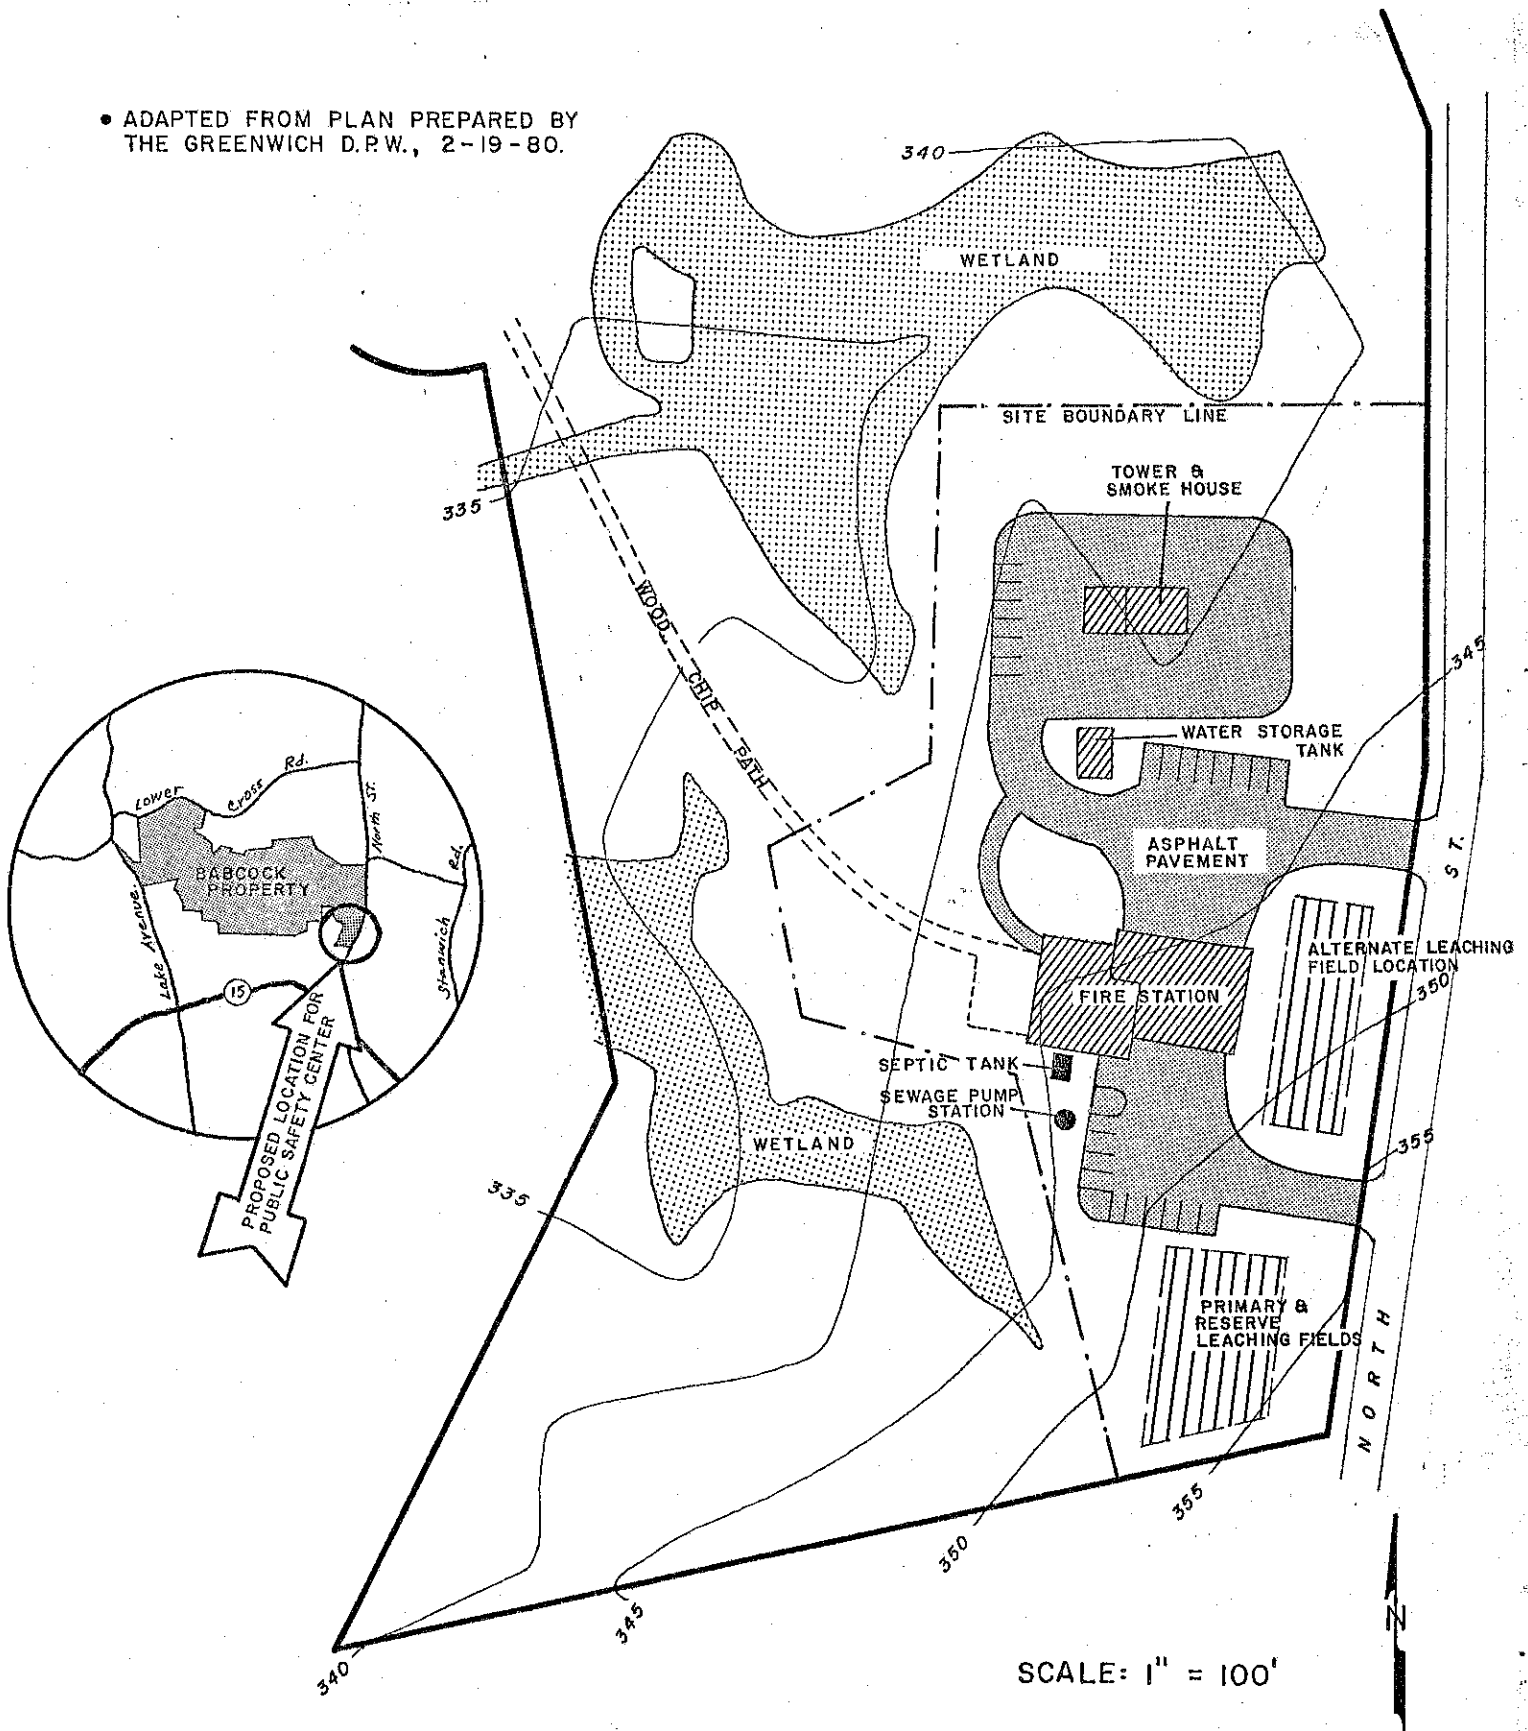 • ADAPTED FROM PLAN PREPARED BY
THE GREENWICH D.P.W., 2-19-80.
340
WETLAND
SITE BOUNDARY LINE
TOWER &
SMOKE HOUSE
335
WOOD CHIP PATH
345
WATER STORAGE
TANK
ASPHALT
PAVEMENT
NORTH ST.
ALTERNATE LEACHING
FIELD LOCATION
350
FIRE STATION
SEPTIC TANK
SEWAGE PUMP
STATION
355
WETLAND
335
PRIMARY &
RESERVE
LEACHING FIELDS
355
350
345
340
Lower Cross Rd.
North St.
BABCOCK
PROPERTY
Lake Avenue.
Stanwich Rd.
15
PROPOSED LOCATION FOR
PUBLIC SAFETY CENTER
N
SCALE: 1" = 100'